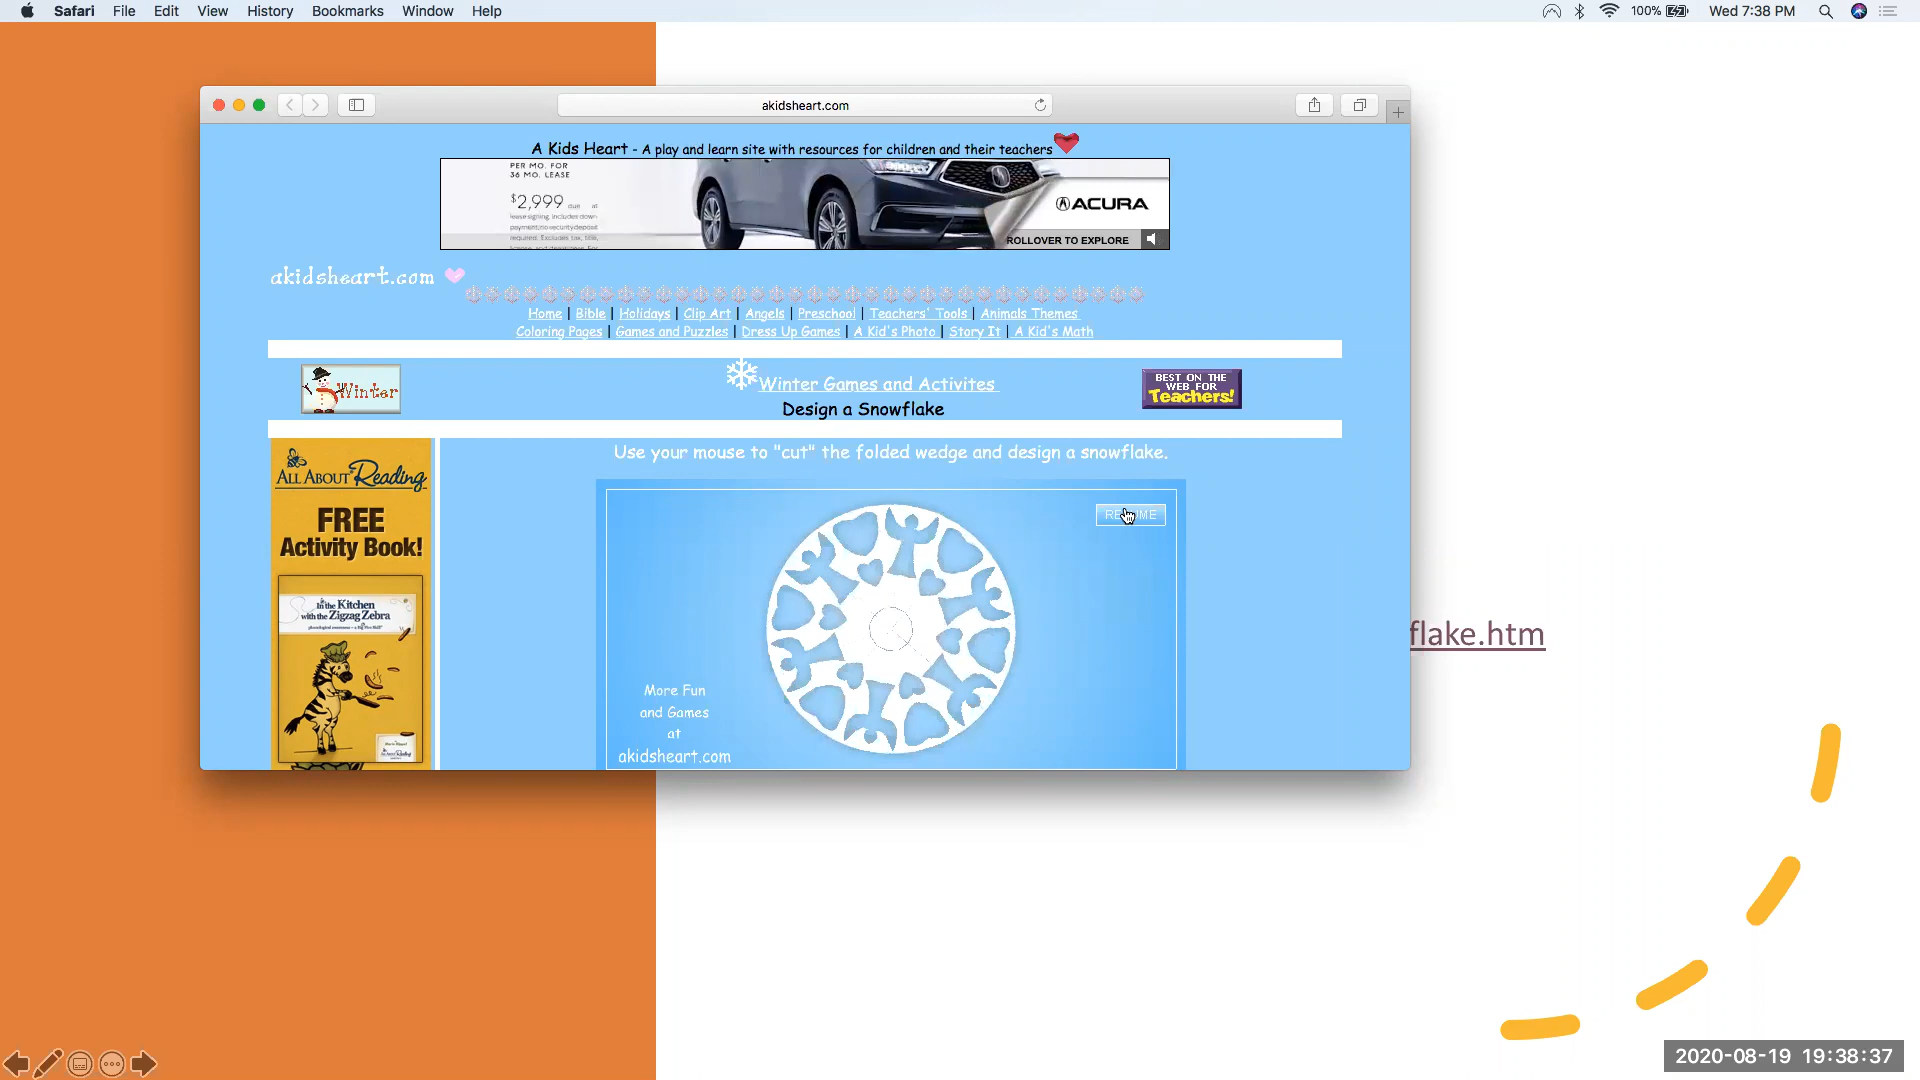 Safari File Edit View History Bookmarks Window Help
100% Wed 7:38 PM
akidsheart.com
A Kids Heart - A play and learn site with resources for children and their teachers
PER MO. FOR
36 MO. LEASE
$2,999 due at
lease signing. Includes down-
payment, no security deposit
required. Excludes tax, title,
ACURA
ROLLOVER TO EXPLORE
akidsheart.com
Home | Bible | Holidays | Clip Art | Angels | Preschool | Teachers' Tools | Animals Themes
Coloring Pages | Games and Puzzles | Dress Up Games | A Kid's Photo | Story It | A Kid's Math
Winter
Winter Games and Activites
Design a Snowflake
BEST ON THE
WEB FOR
Teachers!
Use your mouse to "cut" the folded wedge and design a snowflake.
ALL ABOUT Reading
FREE
Activity Book!
In the Kitchen
with the Zigzag Zebra
More Fun
and Games
at
akidsheart.com
flake.htm
2020-08-19 19:38:37